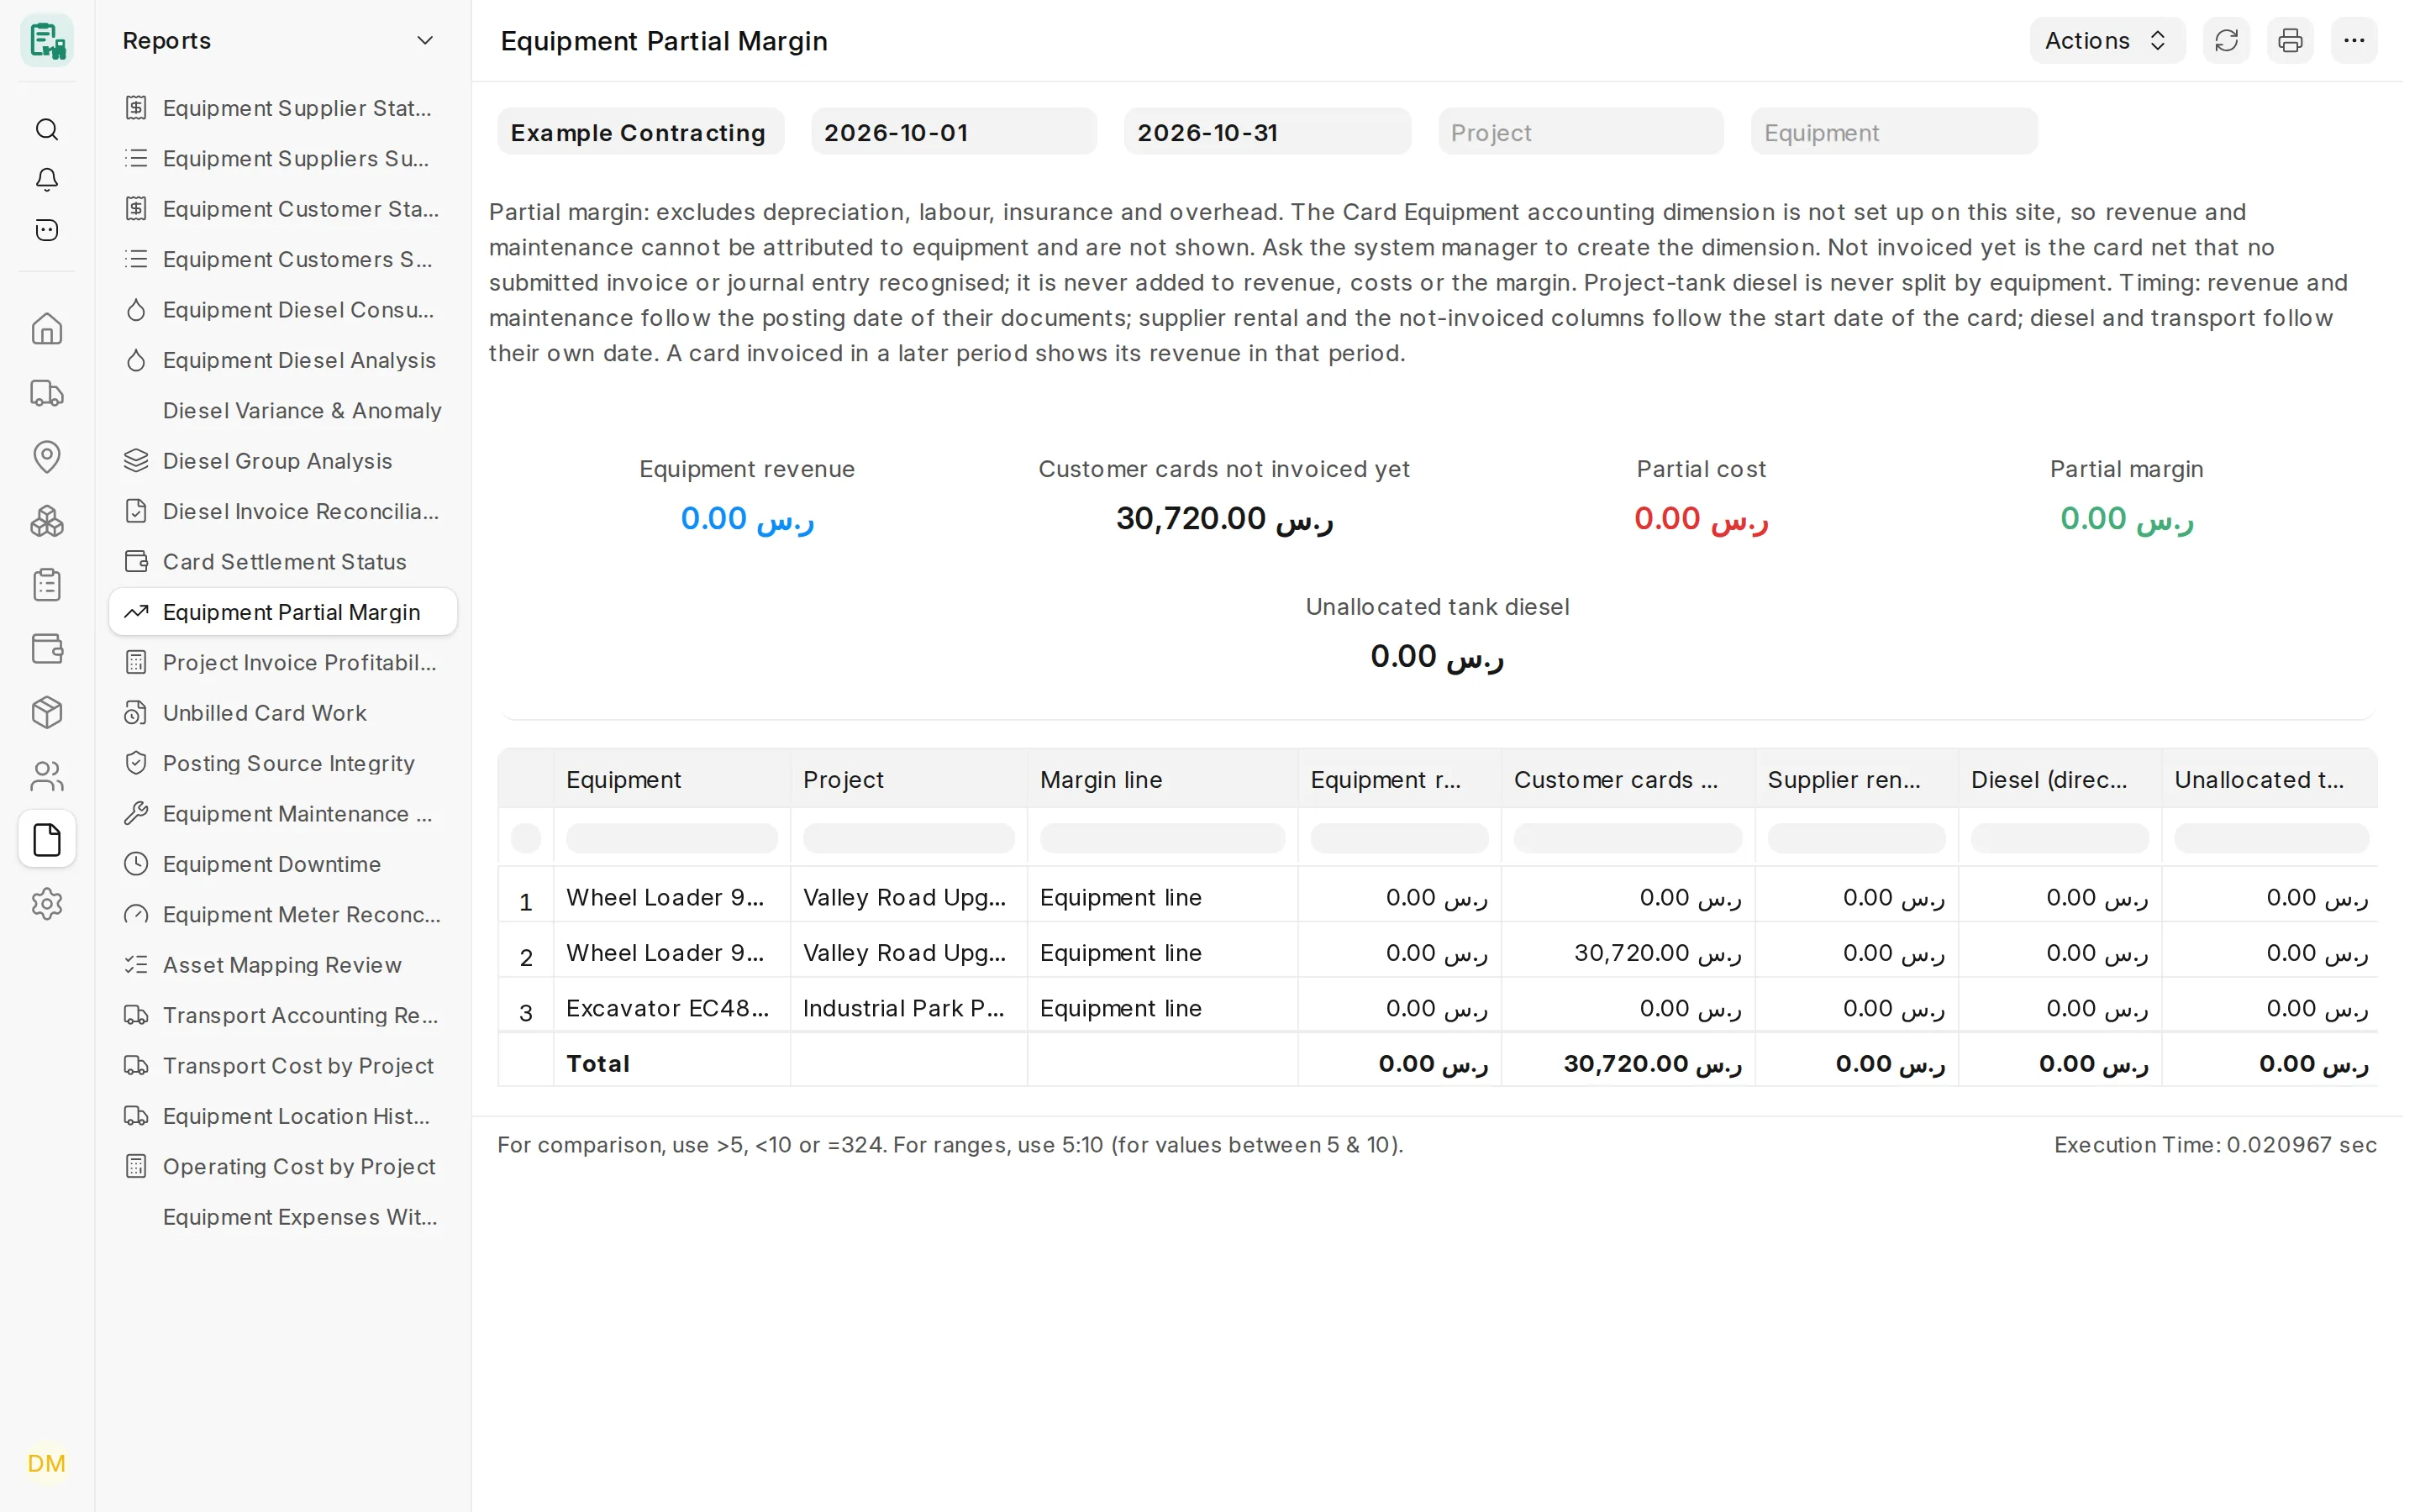 Reports
Equipment Supplier Stat...
Equipment Suppliers Su...
Equipment Customer Sta...
Equipment Customers S...
Equipment Diesel Consu...
Equipment Diesel Analysis
Diesel Variance & Anomaly
Diesel Group Analysis
Diesel Invoice Reconcilia...
Card Settlement Status
Equipment Partial Margin
Project Invoice Profitabil...
Unbilled Card Work
Posting Source Integrity
Equipment Maintenance ...
Equipment Downtime
Equipment Meter Reconc...
Asset Mapping Review
Transport Accounting Re...
Transport Cost by Project
Equipment Location Hist...
Operating Cost by Project
Equipment Expenses Wit...
DM
Equipment Partial Margin
Actions
Example Contracting 2026-10-01 2026-10-31 Project Equipment
Partial margin: excludes depreciation, labour, insurance and overhead. The Card Equipment accounting dimension is not set up on this site, so revenue and
maintenance cannot be attributed to equipment and are not shown. Ask the system manager to create the dimension. Not invoiced yet is the card net that no
submitted invoice or journal entry recognised; it is never added to revenue, costs or the margin. Project-tank diesel is never split by equipment. Timing: revenue and
maintenance follow the posting date of their documents; supplier rental and the not-invoiced columns follow the start date of the card; diesel and transport follow
their own date. A card invoiced in a later period shows its revenue in that period.
Equipment revenue Customer cards not invoiced yet Partial cost Partial margin
0.00 ر.س 30,720.00 ر.س 0.00 ر.س 0.00 ر.س
Unallocated tank diesel
0.00 ر.س
Equipment Project Margin line Equipment r... Customer cards ... Supplier ren... Diesel (direc... Unallocated t...
1 Wheel Loader 9... Valley Road Upg... Equipment line 0.00 ر.س 0.00 ر.س 0.00 ر.س 0.00 ر.س 0.00 ر.س
2 Wheel Loader 9... Valley Road Upg... Equipment line 0.00 ر.س 30,720.00 ر.س 0.00 ر.س 0.00 ر.س 0.00 ر.س
3 Excavator EC48... Industrial Park P... Equipment line 0.00 ر.س 0.00 ر.س 0.00 ر.س 0.00 ر.س 0.00 ر.س
Total 0.00 ر.س 30,720.00 ر.س 0.00 ر.س 0.00 ر.س 0.00 ر.س
For comparison, use >5, <10 or =324. For ranges, use 5:10 (for values between 5 & 10).
Execution Time: 0.020967 sec